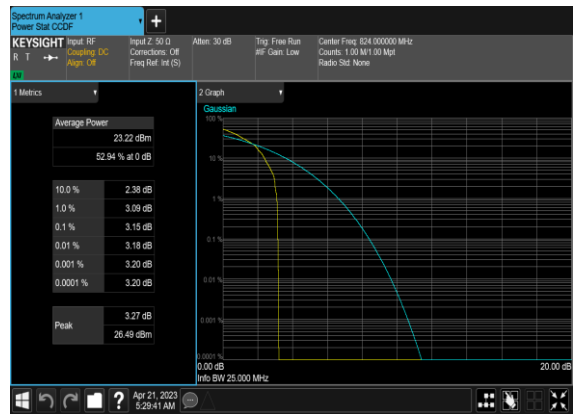 Spectrum Analyzer 1
Power Stat CCDF
+
KEYSIGHT
R T
LV
Input: RF
Coupling: DC
Align: Off
Input Z: 50 Ω
Corrections: Off
Freq Ref: Int (S)
Atten: 30 dB
Trig: Free Run
#IF Gain: Low
Center Freq: 824.000000 MHz
Counts: 1.00 M/1.00 Mpt
Radio Std: None
1 Metrics
Average Power
23.22 dBm
52.94 % at 0 dB
10.0 % 2.38 dB
1.0 % 3.09 dB
0.1 % 3.15 dB
0.01 % 3.18 dB
0.001 % 3.20 dB
0.0001 % 3.20 dB
Peak 3.27 dB
26.49 dBm
2 Graph
Gaussian
100 %
10 %
1 %
0.1 %
0.01 %
0.001 %
0.0001 %
0.00 dB 20.00 dB
Info BW 25.000 MHz
?
Apr 21, 2023
5:29:41 AM